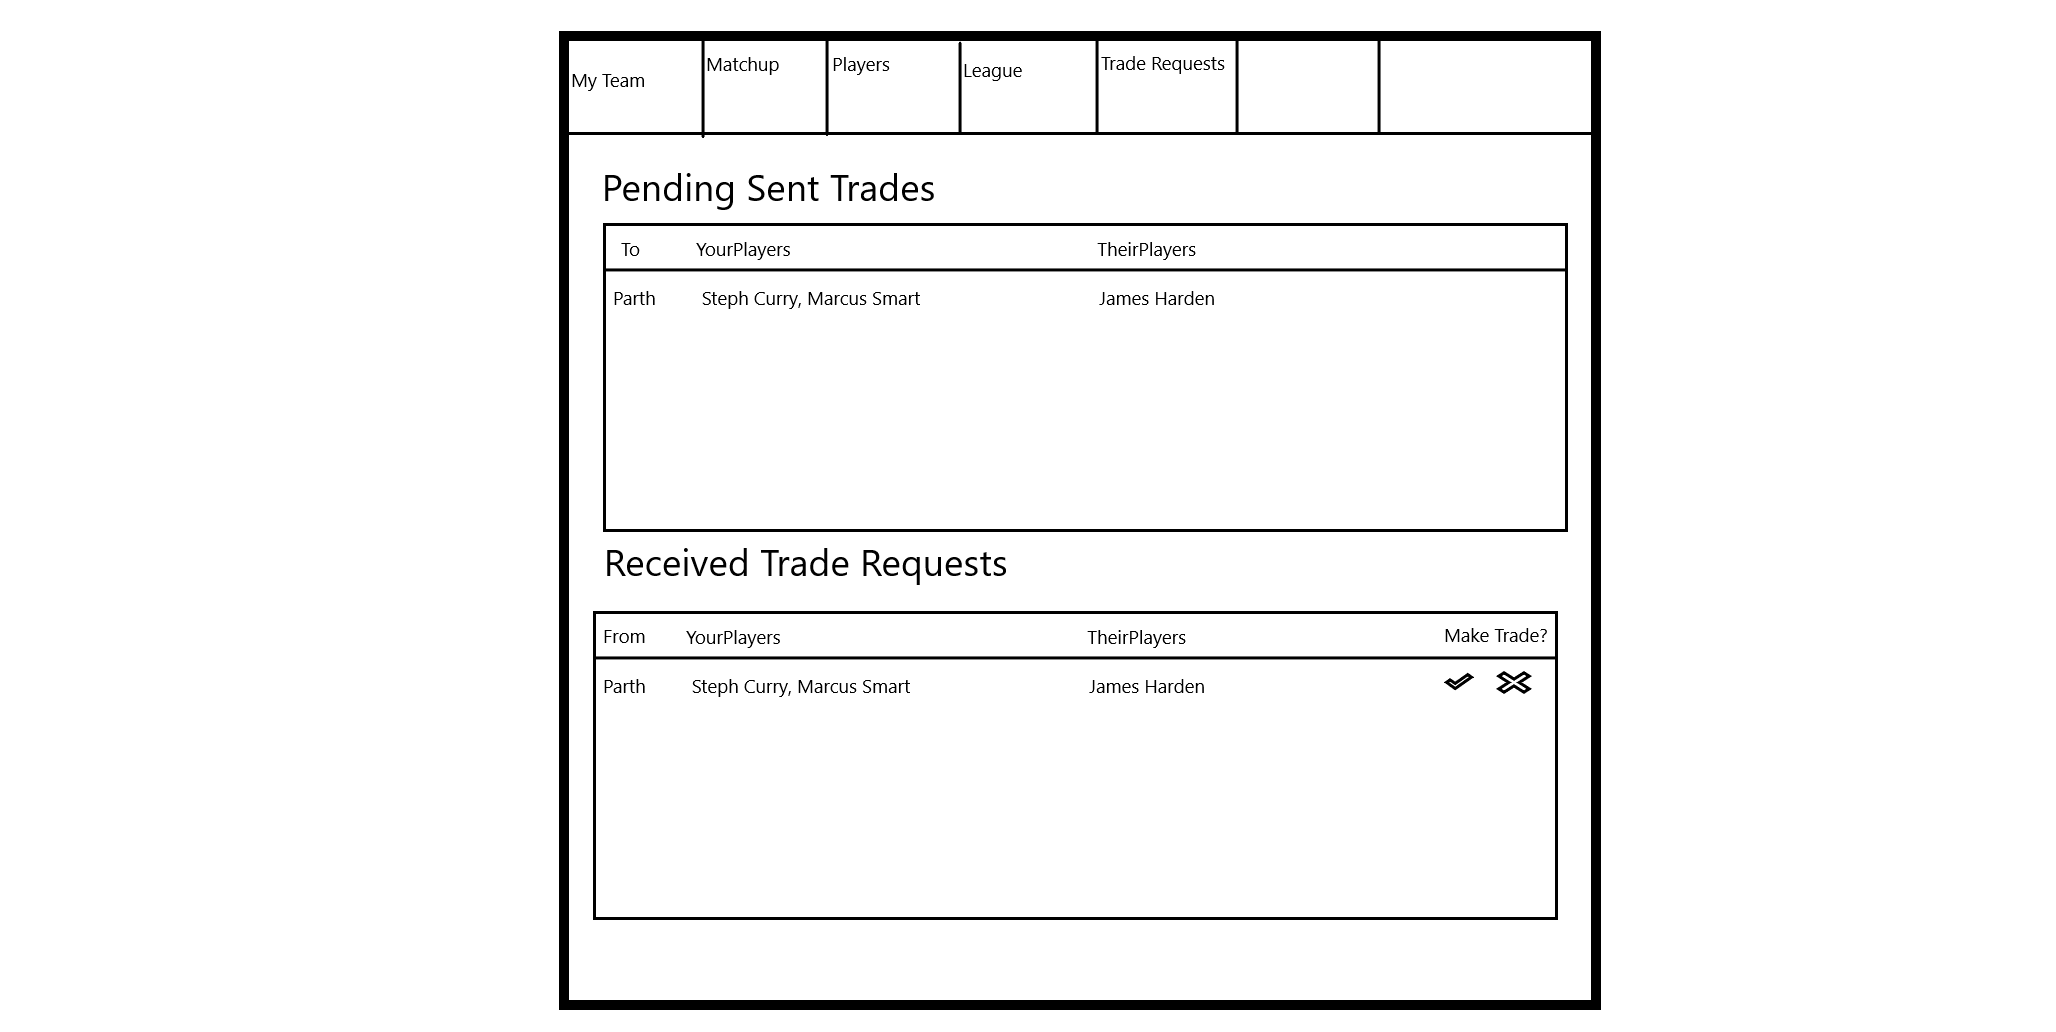 My Team Matchup Players League Trade Requests
Pending Sent Trades
To YourPlayers TheirPlayers
Parth Steph Curry, Marcus Smart James Harden
Received Trade Requests
From YourPlayers TheirPlayers Make Trade?
Parth Steph Curry, Marcus Smart James Harden